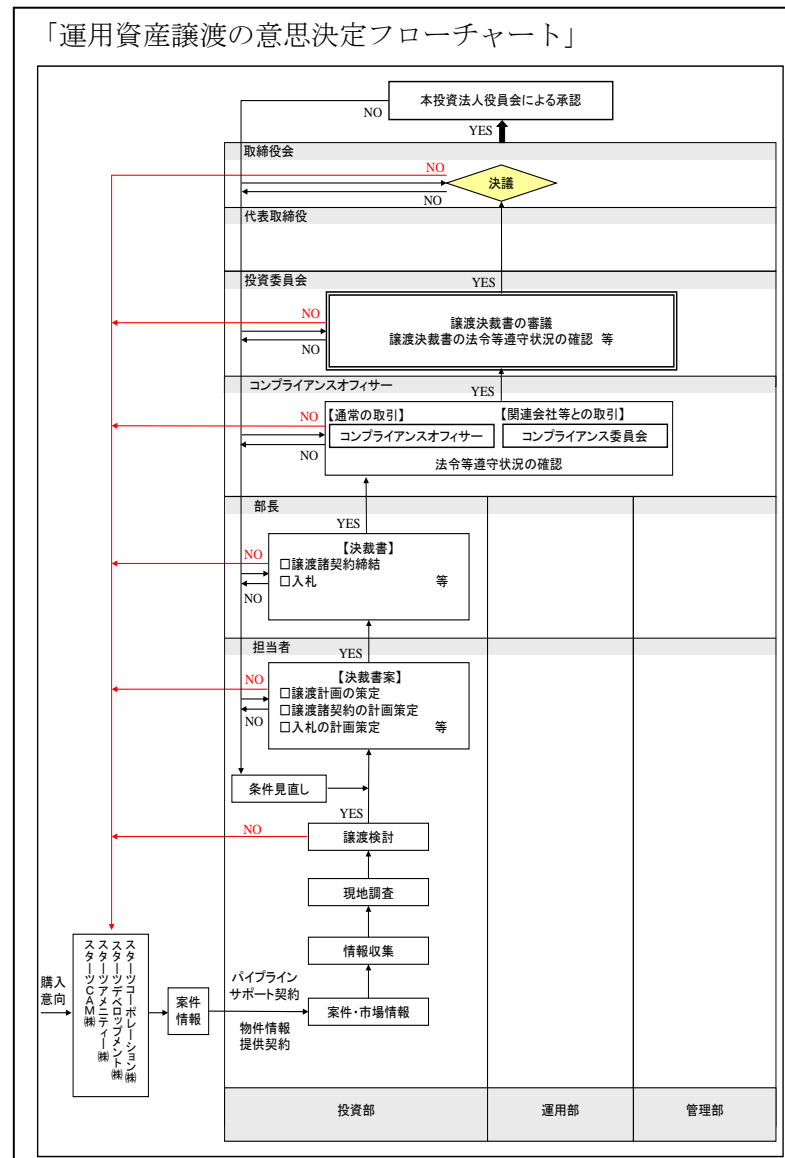 「運用資産譲渡の意思決定フローチャート」
本投資法人役員会による承認
NO
YES
取締役会
NO
決議
NO
代表取締役
投資委員会
YES
NO
譲渡決裁書の審議
譲渡決裁書の法令等遵守状況の確認 等
NO
コンプライアンスオフィサー
YES
【通常の取引】
【関連会社等との取引】
NO
コンプライアンスオフィサー
コンプライアンス委員会
NO
法令等遵守状況の確認
部長
YES
【決裁書】
NO
□譲渡諸契約締結
□入札 等
NO
担当者
YES
【決裁書案】
NO
□譲渡計画の策定
□譲渡諸契約の計画策定
NO
□入札の計画策定 等
条件見直し
YES
NO
譲渡検討
現地調査
情報収集
購入
意向
スターツコーポレーション㈱
スターツデベロップメント㈱
スターツアメニティー㈱
スターツCAM㈱
案件
情報
パイプライン
サポート契約
物件情報
提供契約
案件・市場情報
投資部
運用部
管理部